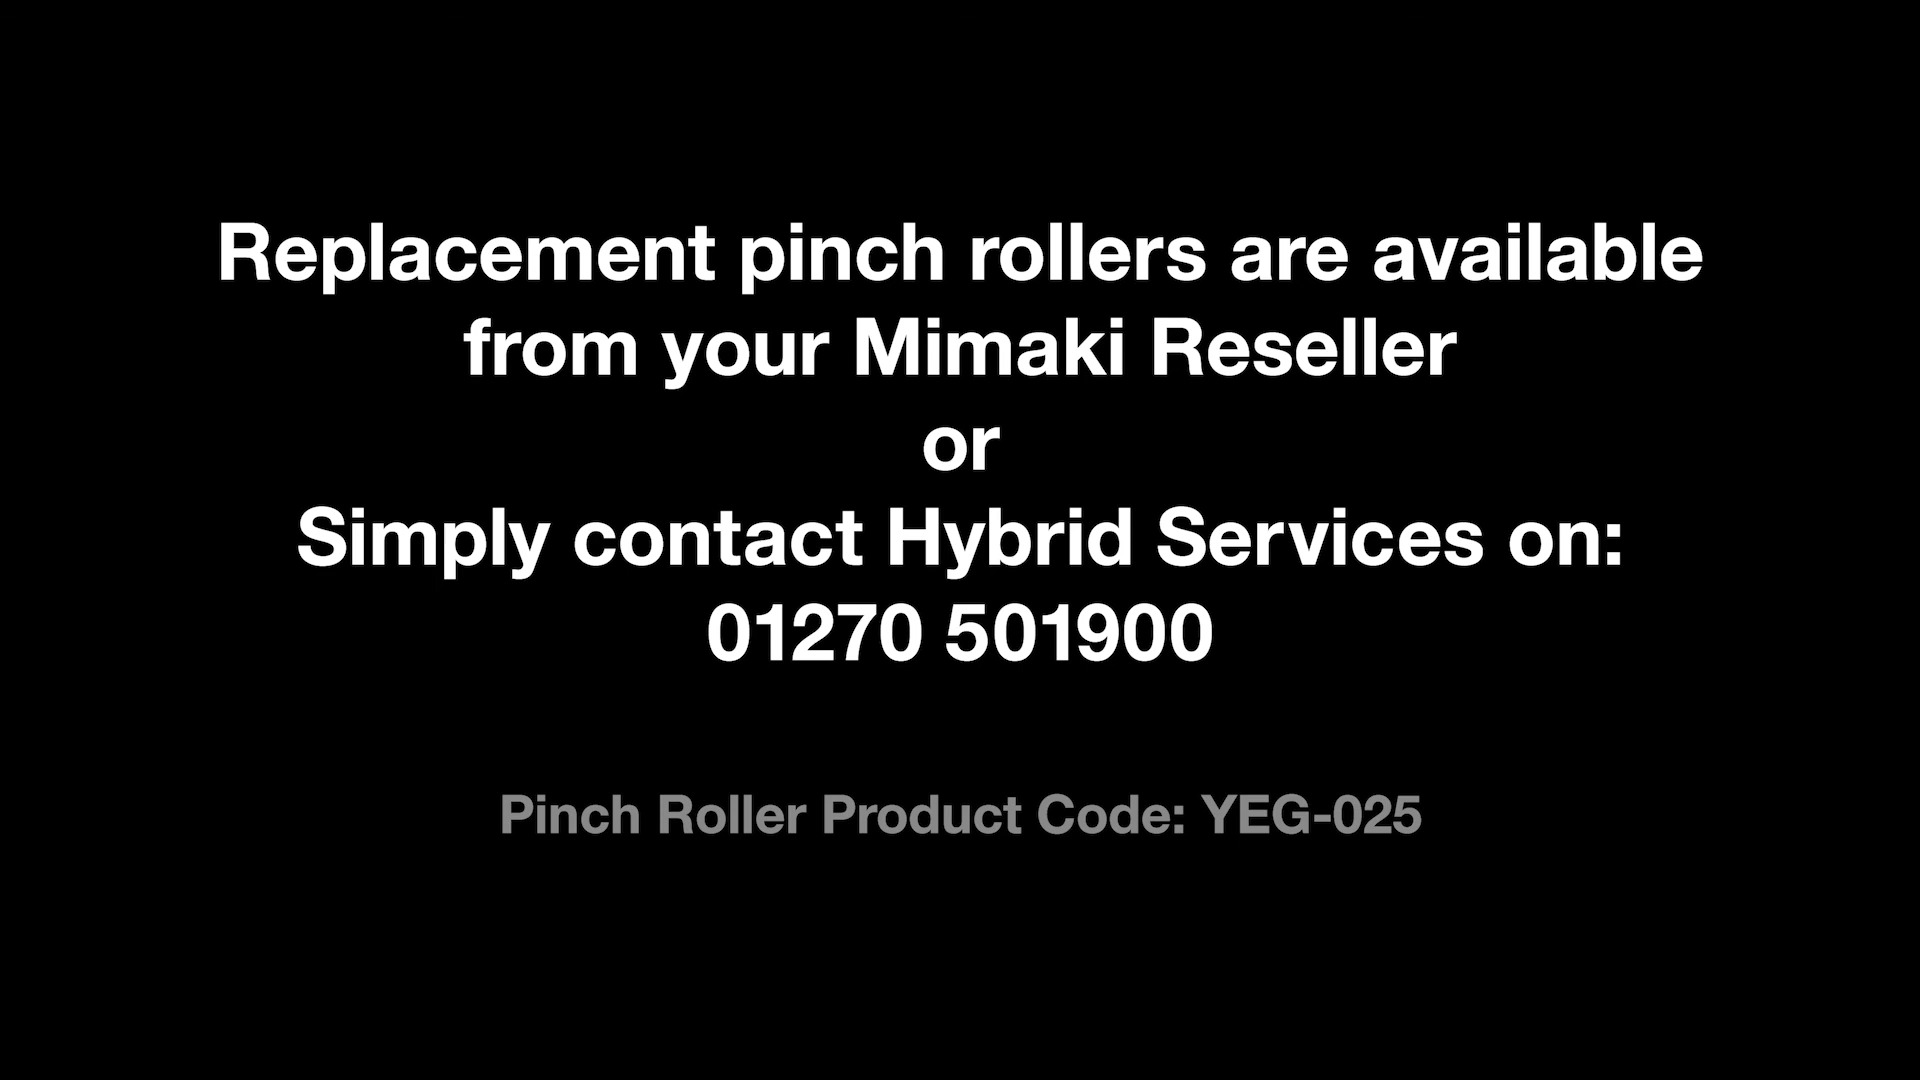 Replacement pinch rollers are available
from your Mimaki Reseller
or
Simply contact Hybrid Services on:
01270 501900
Pinch Roller Product Code: YEG-025